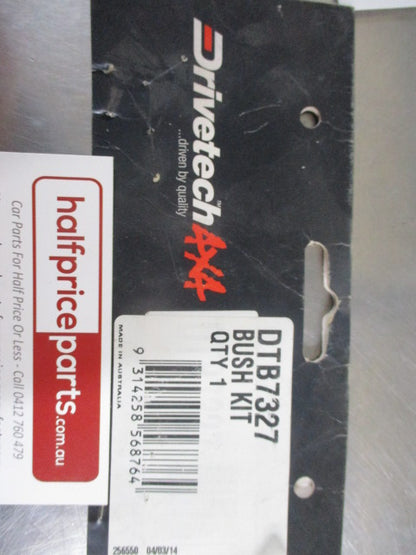 Drivetech 4X4
TM
...driven by quality
DTB7327
BUSH KIT
QTY 1
MADE IN AUSTRALIA
9 314258 568764
256550 04/03/14
halfpriceparts.com.au
Car Parts For Half Price Or Less - Call 0412 760 479